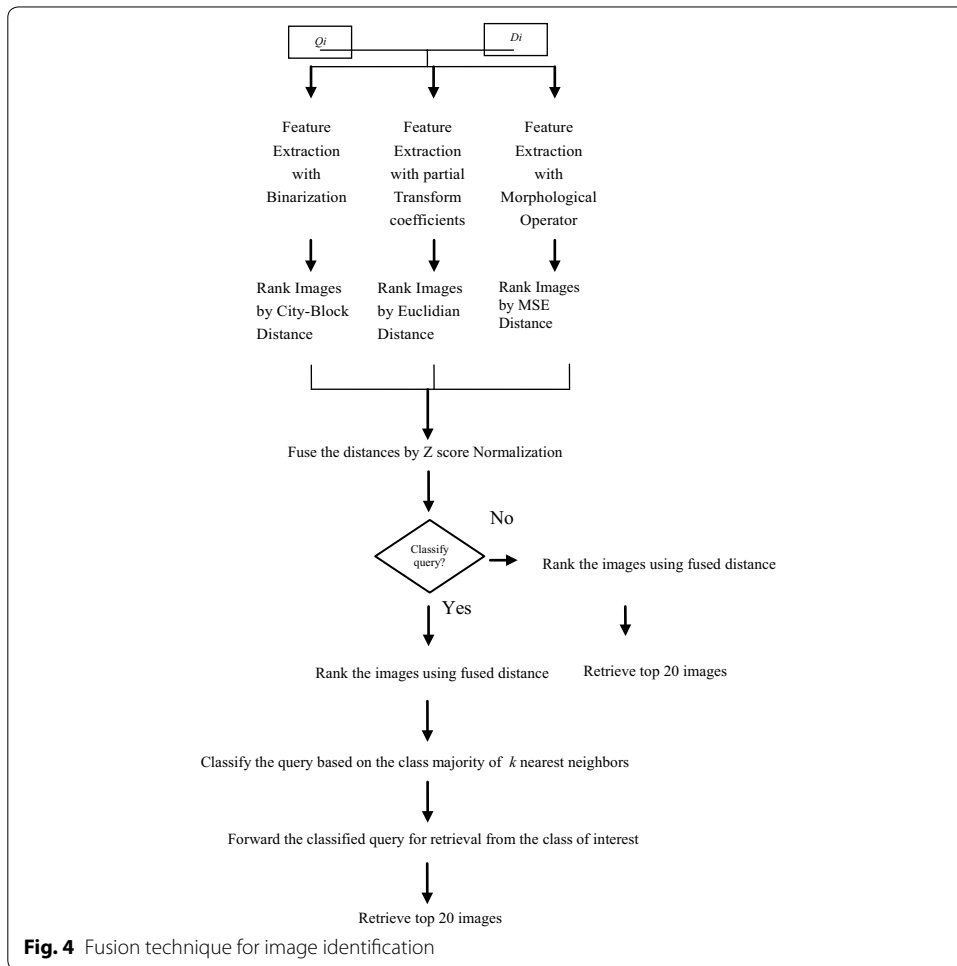 Qi
Di
Feature
Extraction
with
Binarization
Feature
Extraction
with partial
Transform
coefficients
Feature
Extraction
with
Morphological
Operator
Rank Images
by City-Block
Distance
Rank Images
by Euclidian
Distance
Rank Images
by MSE
Distance
Fuse the distances by Z score Normalization
Classify
query?
No
Rank the images using fused distance
Retrieve top 20 images
Yes
Rank the images using fused distance
Classify the query based on the class majority of k nearest neighbors
Forward the classified query for retrieval from the class of interest
Retrieve top 20 images
Fig. 4 Fusion technique for image identification